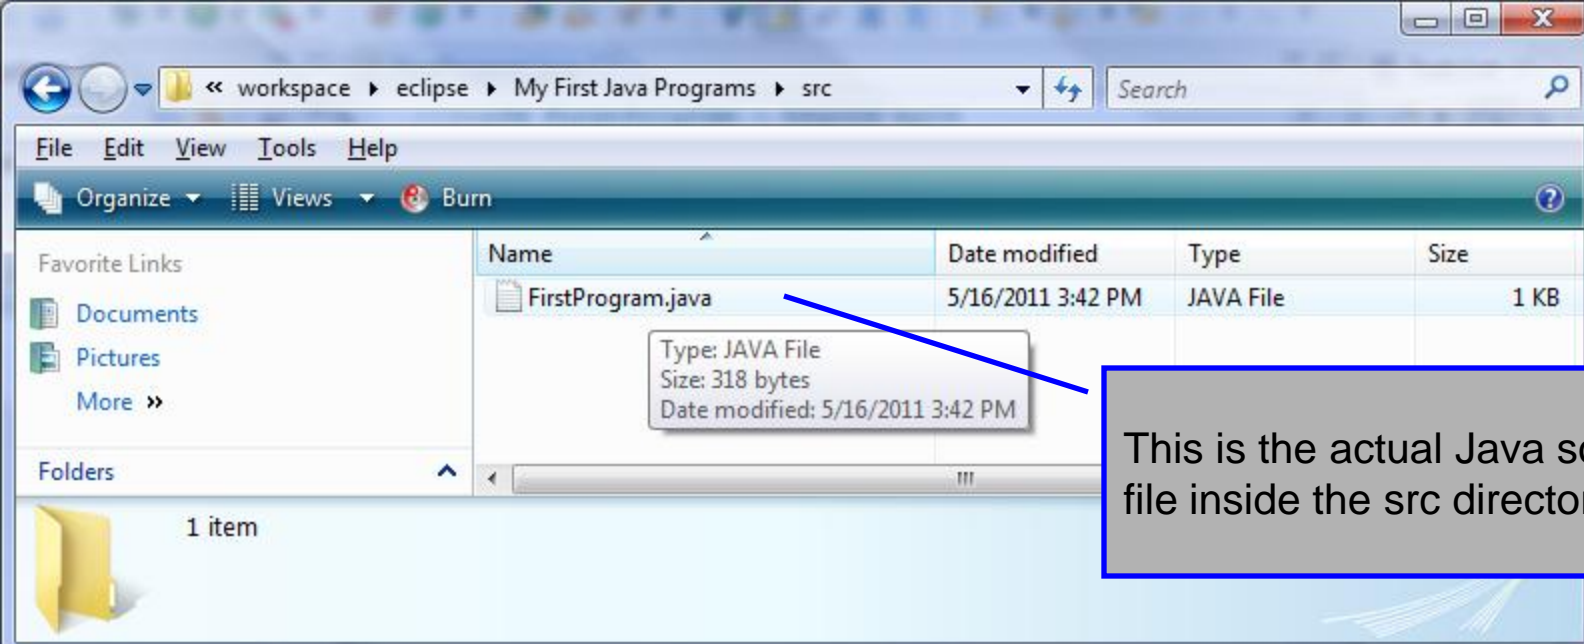 « workspace ▸ eclipse ▸ My First Java Programs ▸ src
Search
File Edit View Tools Help
Organize Views Burn
Favorite Links
Documents
Pictures
More »
Folders
Name Date modified Type Size
FirstProgram.java 5/16/2011 3:42 PM JAVA File 1 KB
Type: JAVA File
Size: 318 bytes
Date modified: 5/16/2011 3:42 PM
This is the actual Java
file inside the src
1 item